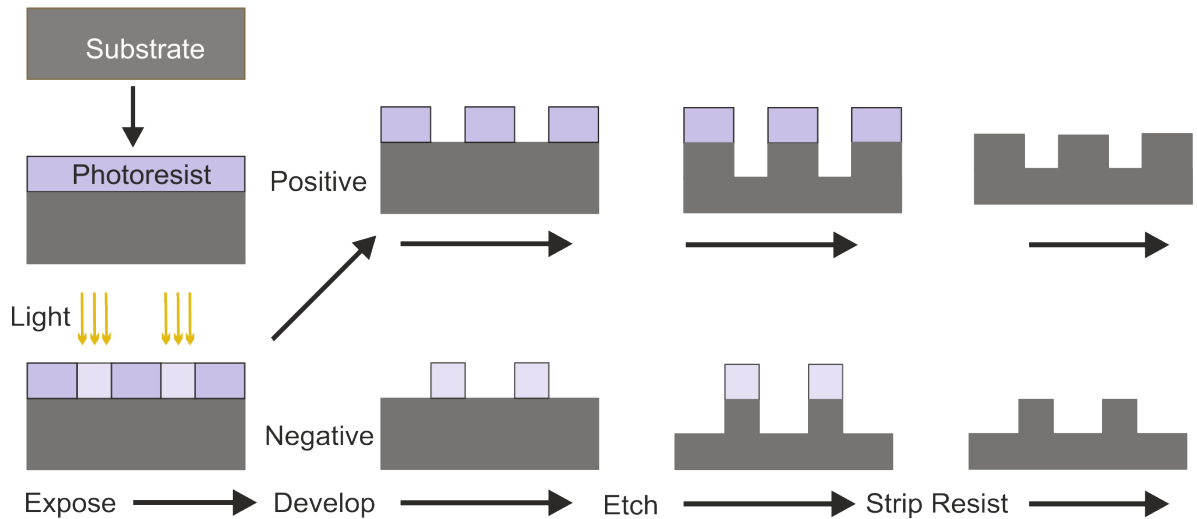 Substrate
Photoresist
Positive
Light
Negative
Expose
Develop
Etch
Strip Resist